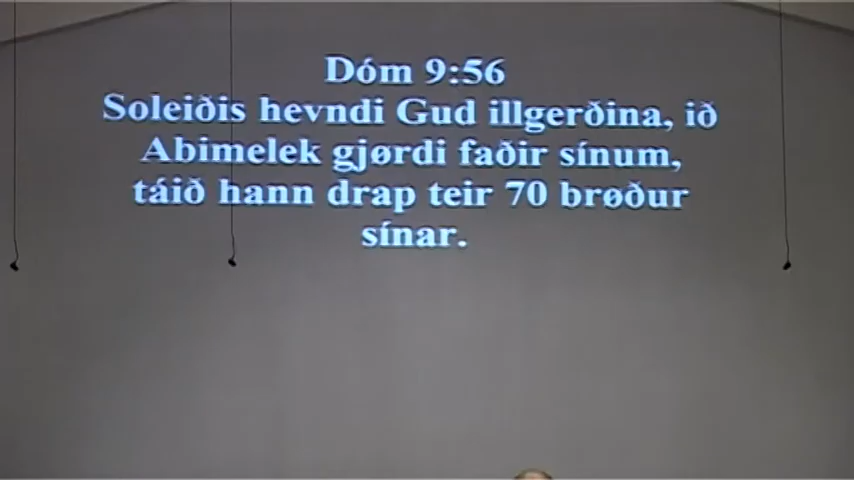 Dóm 9:56
Soleiðis hevndi Gud illgerðina, ið
Abimelek gjørdi faðir sínum,
táið hann drap teir 70 brøður
sínar.